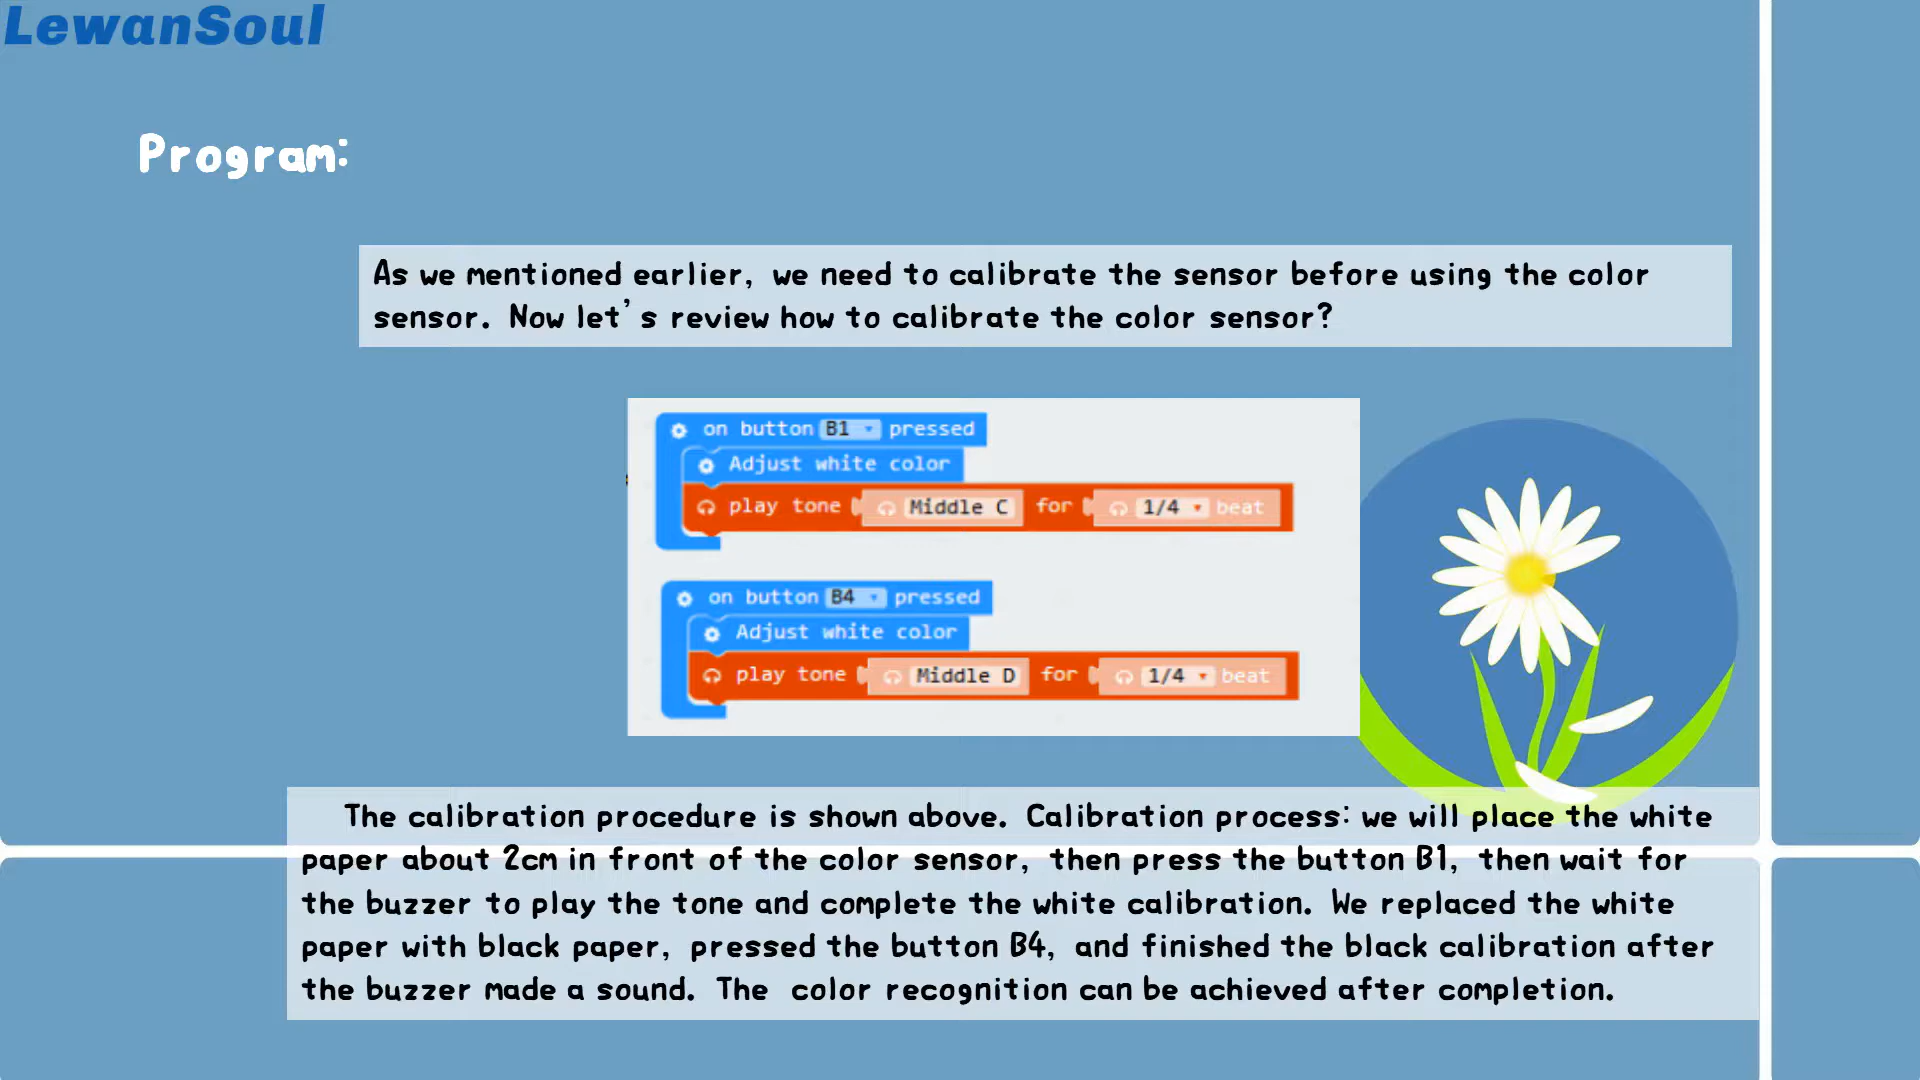 LewanSoul
Program:
As we mentioned earlier, we need to calibrate the sensor before using the color
sensor. Now let's review how to calibrate the color sensor?
on button B1 pressed
Adjust white color
play tone Middle C for 1/4 beat
on button B4 pressed
Adjust white color
play tone Middle D for 1/4 beat
The calibration procedure is shown above. Calibration process: we will place the white
paper about 2cm in front of the color sensor, then press the button B1, then wait for
the buzzer to play the tone and complete the white calibration. We replaced the white
paper with black paper, pressed the button B4, and finished the black calibration after
the buzzer made a sound. The color recognition can be achieved after completion.